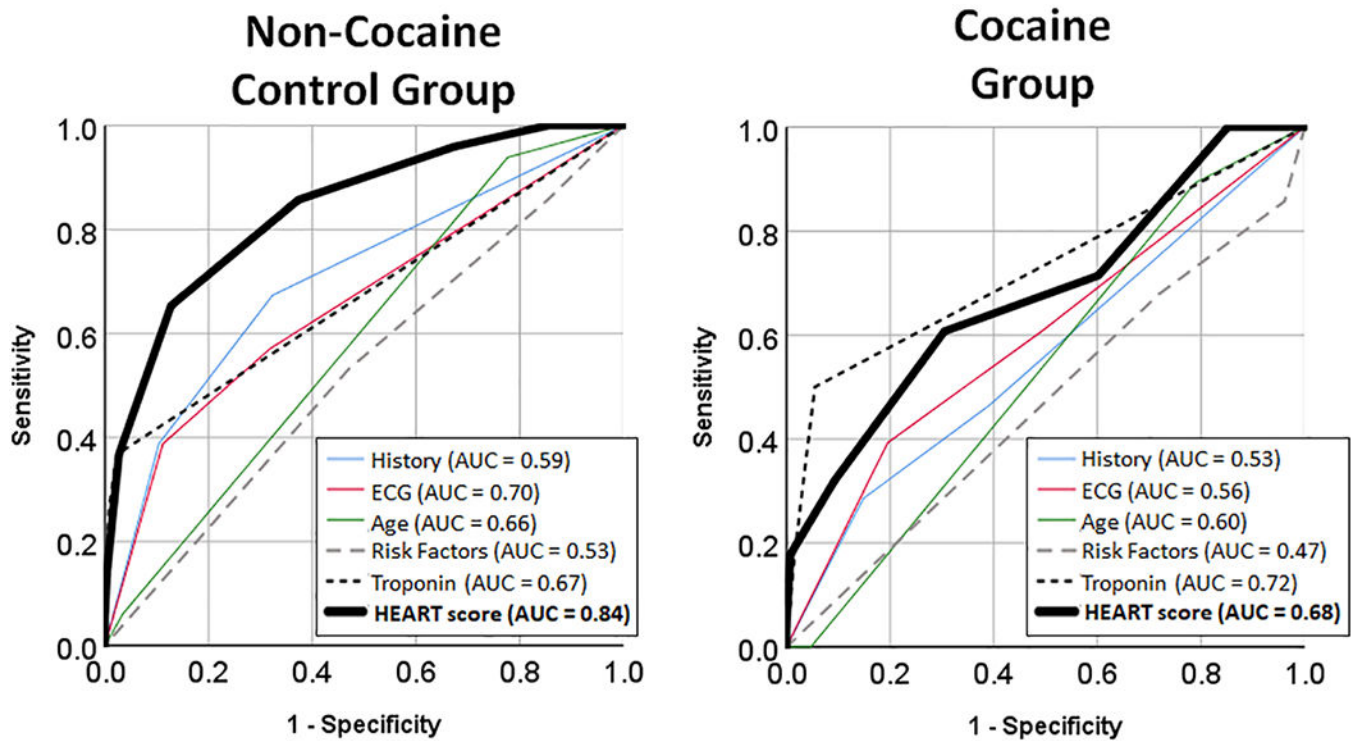 Non-Cocaine
Control Group
1.0
0.8
0.6
0.4
0.2
0.0
Sensitivity
0.0 0.2 0.4 0.6 0.8 1.0
1 - Specificity
History (AUC = 0.59)
ECG (AUC = 0.70)
Age (AUC = 0.66)
Risk Factors (AUC = 0.53)
Troponin (AUC = 0.67)
HEART score (AUC = 0.84)
Cocaine
Group
1.0
0.8
0.6
0.4
0.2
0.0
Sensitivity
0.0 0.2 0.4 0.6 0.8 1.0
1 - Specificity
History (AUC = 0.53)
ECG (AUC = 0.56)
Age (AUC = 0.60)
Risk Factors (AUC = 0.47)
Troponin (AUC = 0.72)
HEART score (AUC = 0.68)